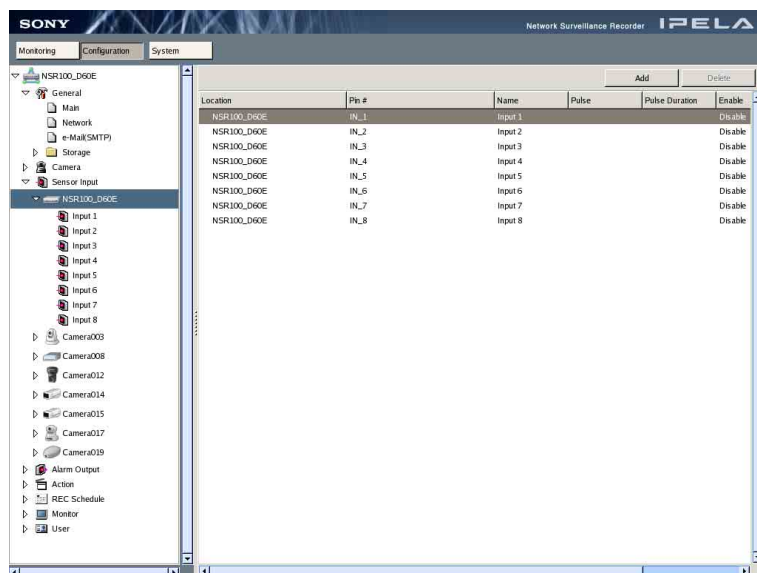 SONY
Network Surveillance Recorder IPELA
Monitoring Configuration System
NSR100_D60E
General
Main
Network
e-Mail(SMTP)
Storage
Camera
Sensor Input
NSR100_D60E
Input 1
Input 2
Input 3
Input 4
Input 5
Input 6
Input 7
Input 8
Camera003
Camera008
Camera012
Camera014
Camera015
Camera017
Camera019
Alarm Output
Action
REC Schedule
Monitor
User
Add Delete
Location Pin # Name Pulse Pulse Duration Enable
NSR100_D60E IN_1 Input 1 Disable
NSR100_D60E IN_2 Input 2 Disable
NSR100_D60E IN_3 Input 3 Disable
NSR100_D60E IN_4 Input 4 Disable
NSR100_D60E IN_5 Input 5 Disable
NSR100_D60E IN_6 Input 6 Disable
NSR100_D60E IN_7 Input 7 Disable
NSR100_D60E IN_8 Input 8 Disable